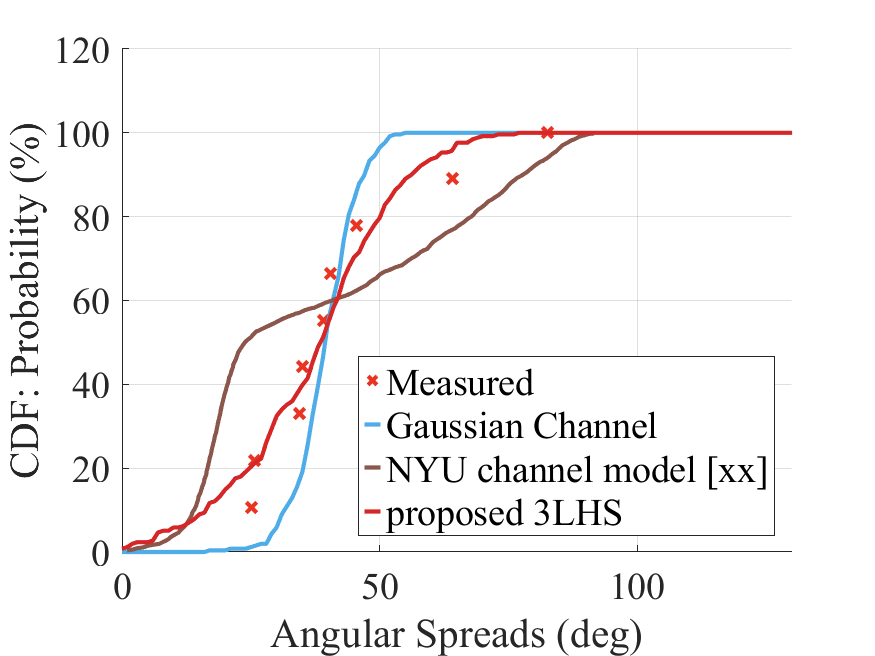 120
100
80
60
40
20
0
CDF: Probability (%)
Measured
Gaussian Channel
NYU channel model [xx]
proposed 3LHS
0 50 100
Angular Spreads (deg)